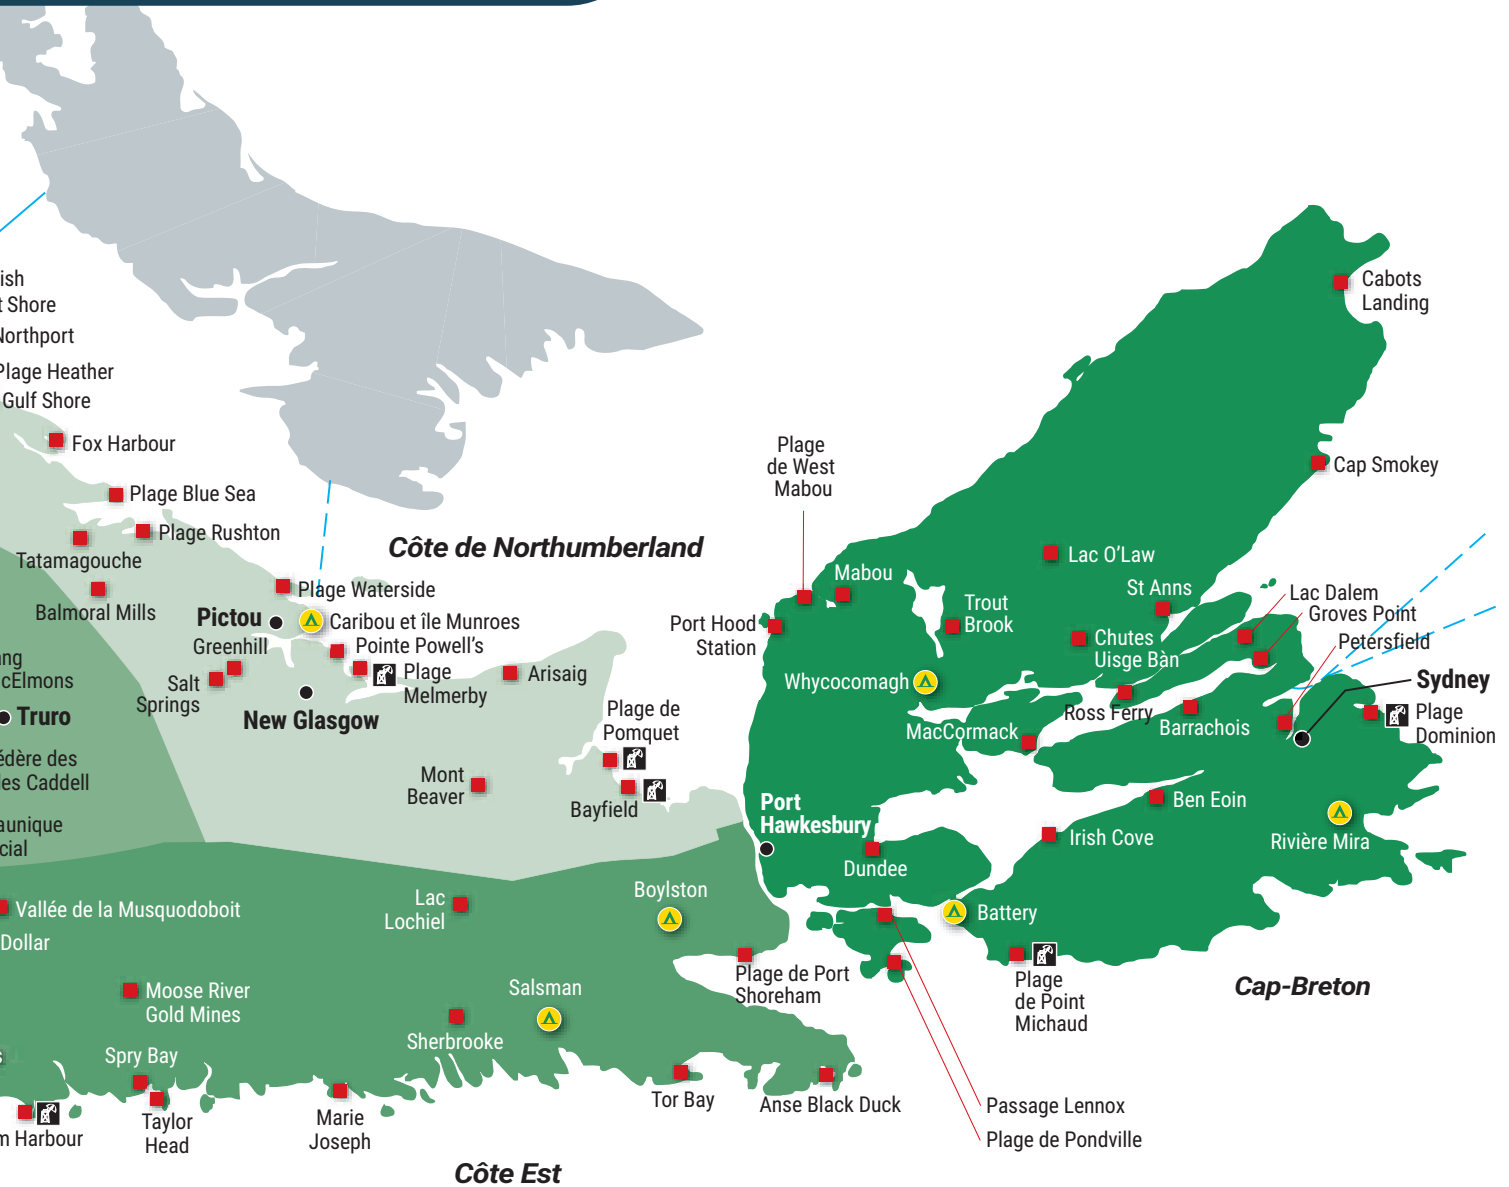 ish
t Shore
Northport
Plage Heather
Gulf Shore
Fox Harbour
Plage Blue Sea
Plage Rushton
Tatamagouche
Balmoral Mills
Côte de Northumberland
Plage Waterside
Pictou
Caribou et île Munroes
Greenhill
Pointe Powell's
Plage
Melmerby
Arisaig
Salt
Springs
New Glasgow
ang
cElmons
Truro
édère des
les Caddell
aunique
cial
Plage de
Pomquet
Mont
Beaver
Bayfield
Plage
de West
Mabou
Mabou
Port Hood
Station
Trout
Brook
Lac O'Law
St Anns
Chutes
Uisge Bàn
Whycocomagh
MacCormack
Ross Ferry
Barrachois
Cabots
Landing
Cap Smokey
Lac Dalem
Groves Point
Petersfield
Sydney
Plage
Dominion
Port
Hawkesbury
Dundee
Ben Eoin
Irish Cove
Rivière Mira
Battery
Plage
de Point
Michaud
Cap-Breton
Vallée de la Musquodoboit
Dollar
Lac
Lochiel
Boylston
Plage de Port
Shoreham
Moose River
Gold Mines
Salsman
Sherbrooke
s
Spry Bay
m Harbour
Taylor
Head
Marie
Joseph
Tor Bay
Anse Black Duck
Passage Lennox
Plage de Pondville
Côte Est